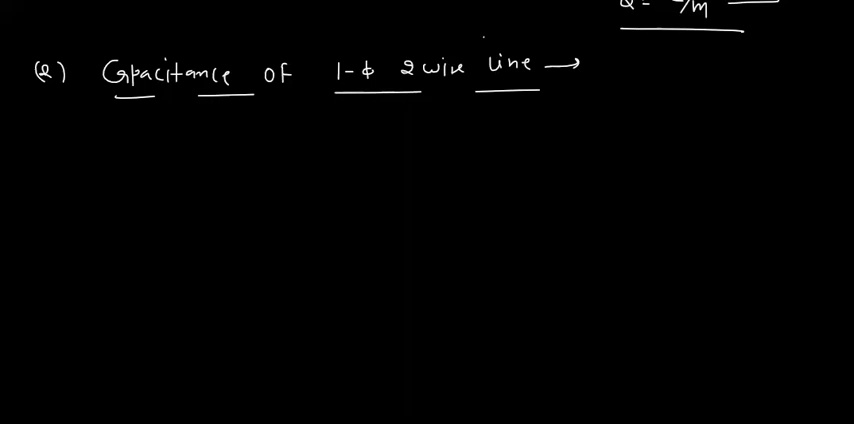 Q = C/m
(2) Capacitance of 1-ϕ 2 wire line →